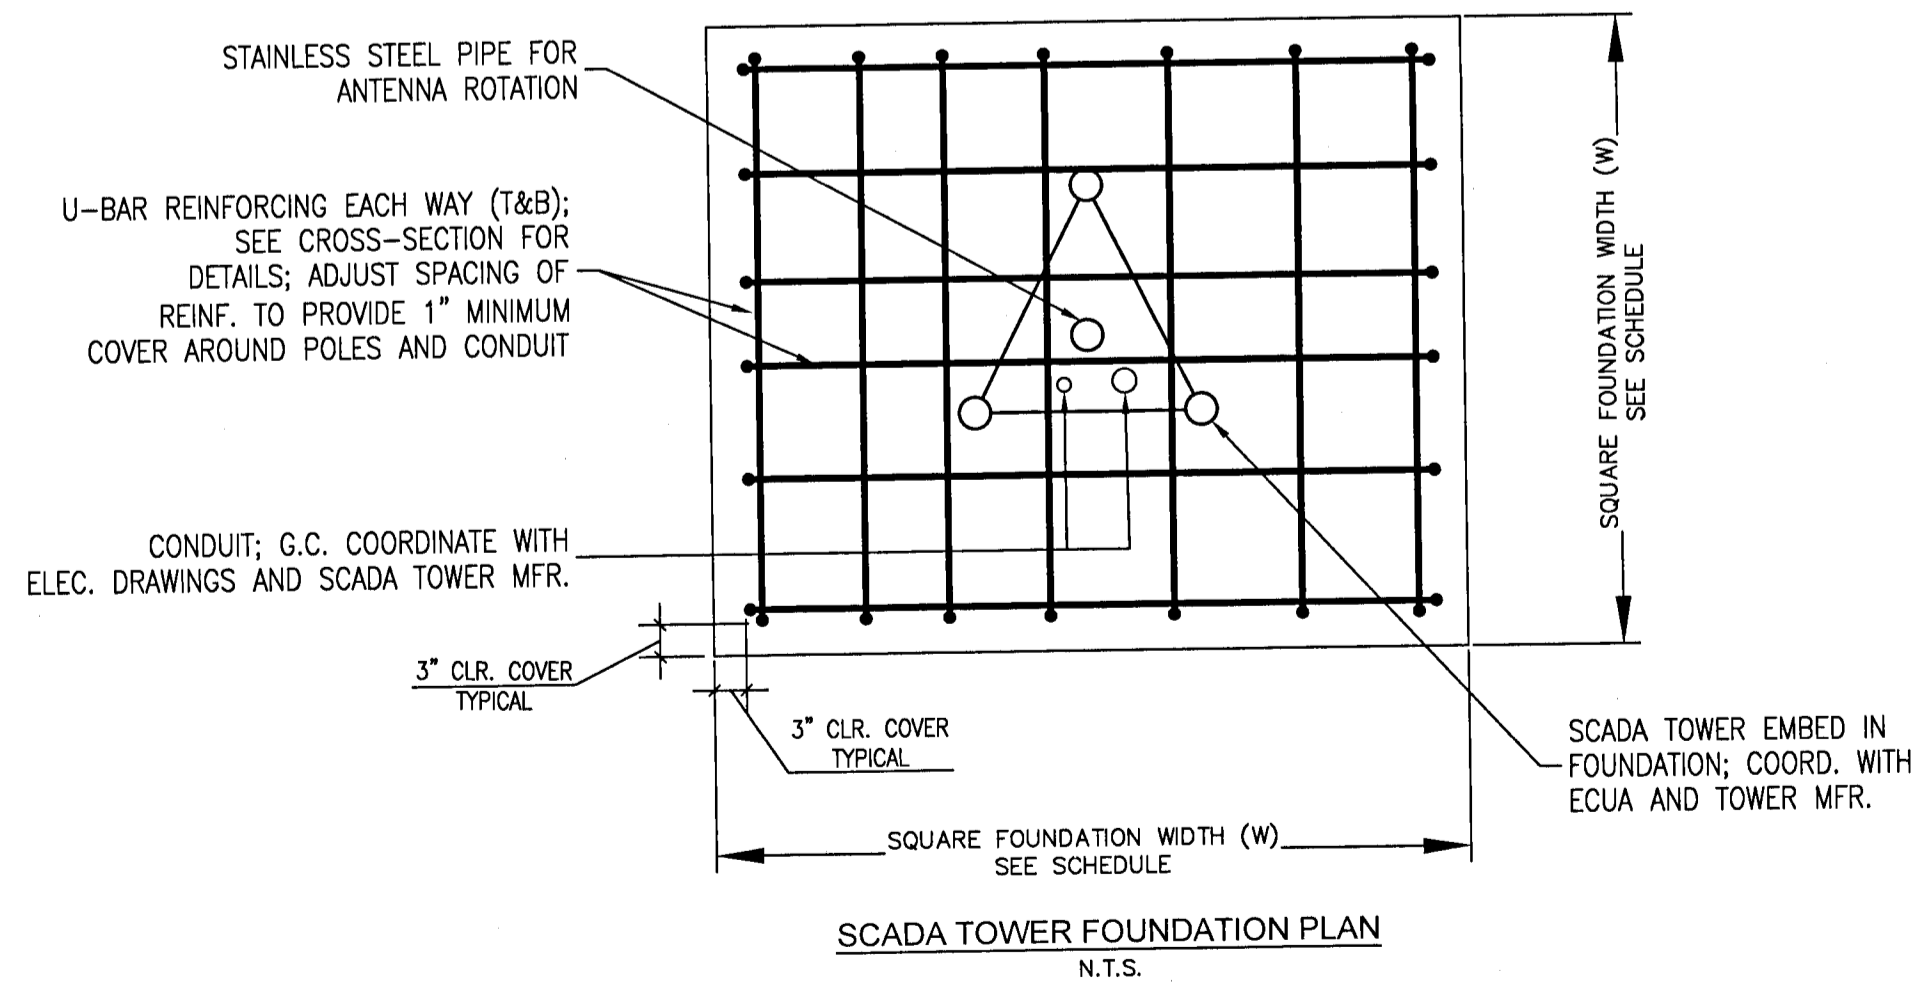 STAINLESS STEEL PIPE FOR
ANTENNA ROTATION
U-BAR REINFORCING EACH WAY (T&B);
SEE CROSS-SECTION FOR
DETAILS; ADJUST SPACING OF
REINF. TO PROVIDE 1" MINIMUM
COVER AROUND POLES AND CONDUIT
CONDUIT; G.C. COORDINATE WITH
ELEC. DRAWINGS AND SCADA TOWER MFR.
3" CLR. COVER
TYPICAL
3" CLR. COVER
TYPICAL
SQUARE FOUNDATION WIDTH (W)
SEE SCHEDULE
SCADA TOWER EMBED IN
FOUNDATION; COORD. WITH
ECUA AND TOWER MFR.
SQUARE FOUNDATION WIDTH (W)
SEE SCHEDULE
SCADA TOWER FOUNDATION PLAN
N.T.S.